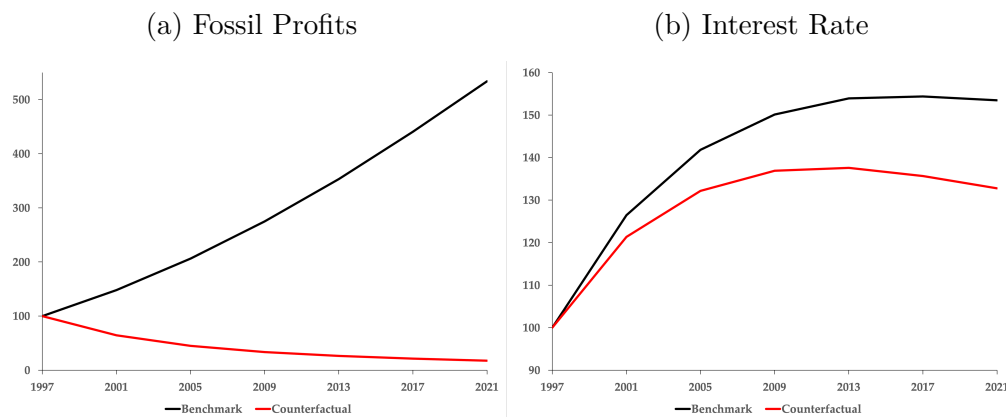 (a) Fossil Profits
500
400
300
200
100
0
1997 2001 2005 2009 2013 2017 2021
Benchmark Counterfactual
(b) Interest Rate
160
150
140
130
120
110
100
90
1997 2001 2005 2009 2013 2017 2021
Benchmark Counterfactual